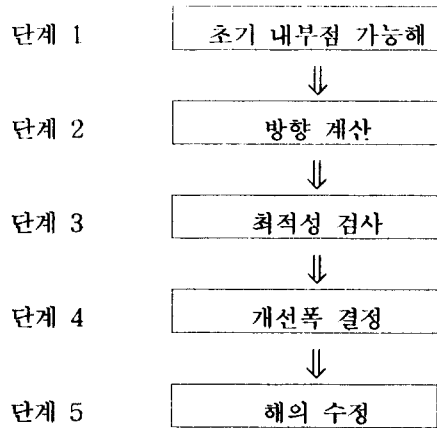 단계 1 초기 내부점 가능해
⇓
단계 2 방향 계산
⇓
단계 3 최적성 검사
⇓
단계 4 개선폭 결정
⇓
단계 5 해의 수정